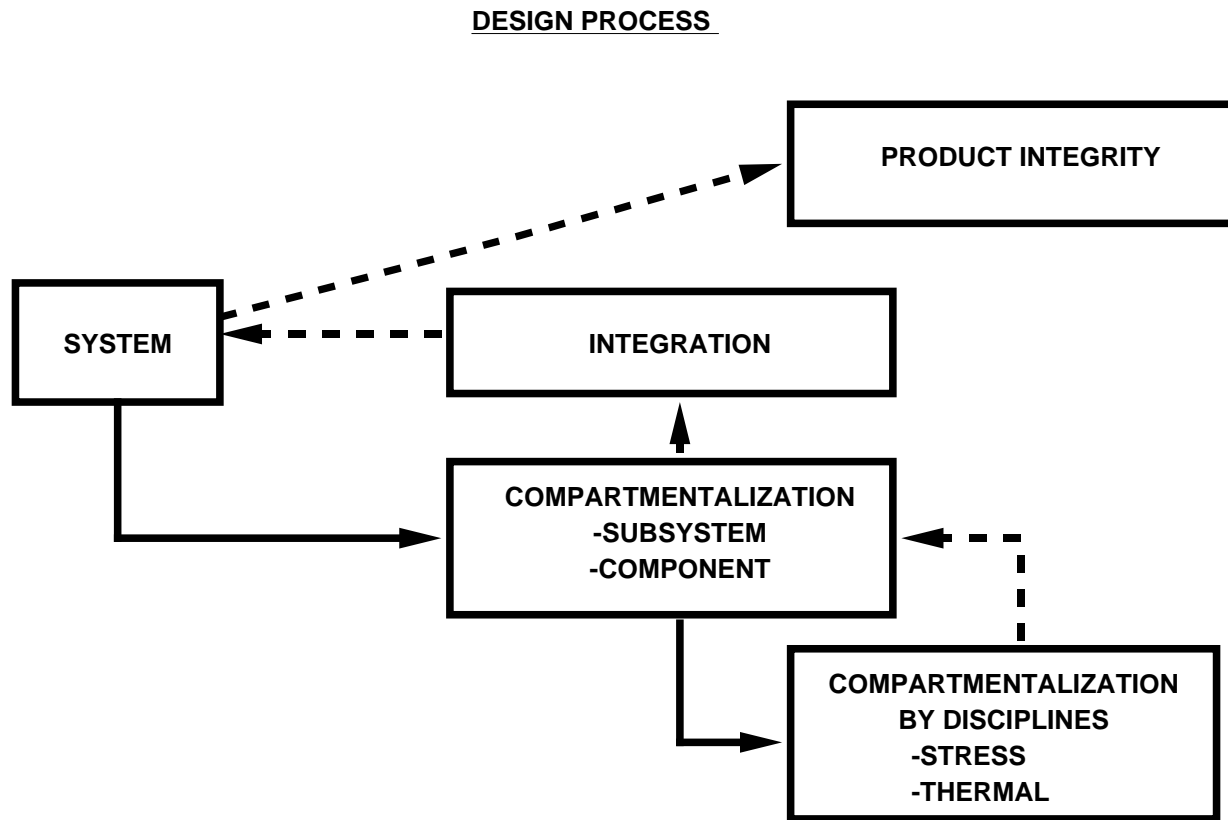 DESIGN PROCESS
PRODUCT INTEGRITY
SYSTEM
INTEGRATION
COMPARTMENTALIZATION
-SUBSYSTEM
-COMPONENT
COMPARTMENTALIZATION
BY DISCIPLINES
-STRESS
-THERMAL